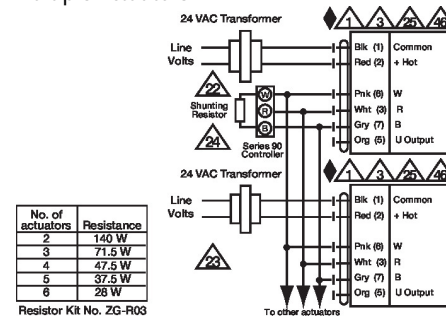 24 VAC Transformer
1 3 25 46
Line
Volts
Blk (1) Common
Red (2) + Hot
22
Shunting
Resistor
24
W
R
B
Series 90
Controller
Pnk (6) W
Wht (3) R
Gry (7) B
Org (5) U Output
24 VAC Transformer
1 3 25 46
Line
Volts
Blk (1) Common
Red (2) + Hot
23
Pnk (6) W
Wht (3) R
Gry (7) B
Org (5) U Output
To other actuators
No. of
actuators Resistance
2 140 W
3 71.5 W
4 47.5 W
5 37.5 W
6 28 W
Resistor Kit No. ZG-R03